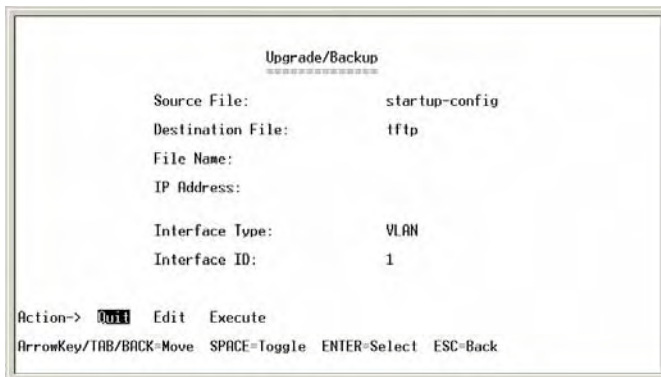 Upgrade/Backup
==============
Source File: startup-config
Destination File: tftp
File Name:
IP Address:
Interface Type: VLAN
Interface ID: 1
Action-> Quit Edit Execute
ArrowKey/TAB/BACK=Move SPACE=Toggle ENTER=Select ESC=Back